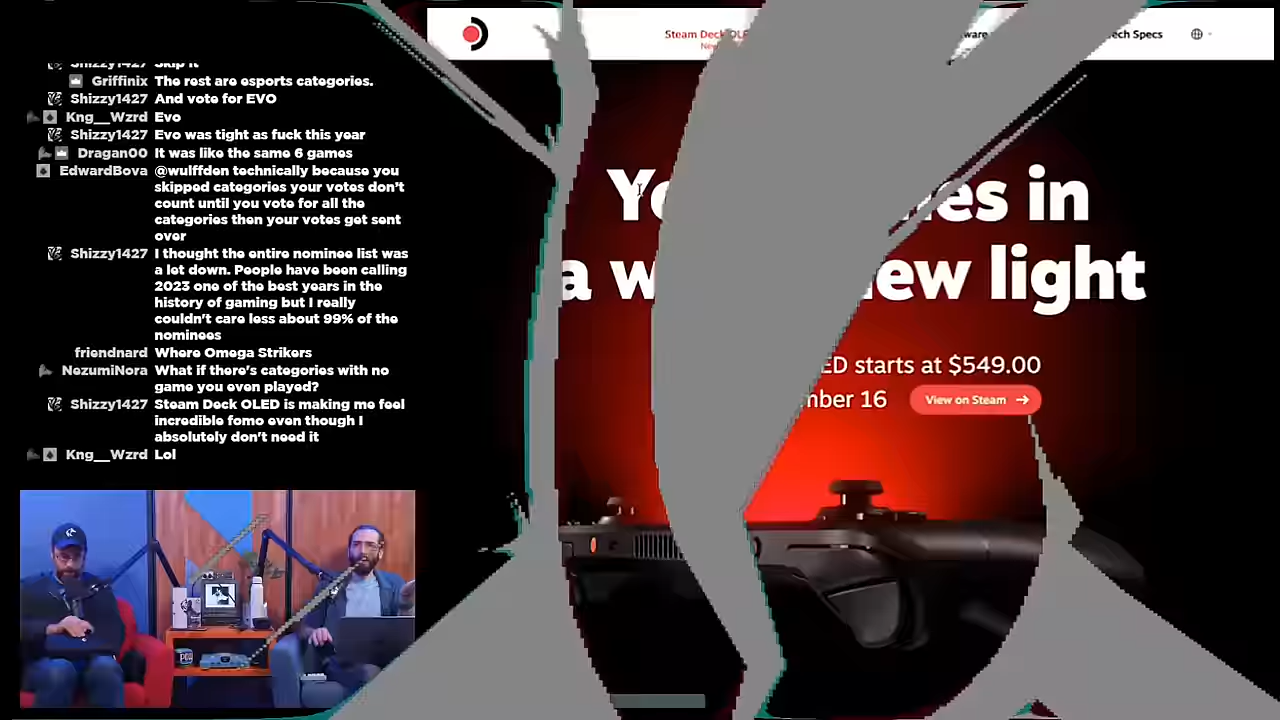 Shizzy1427 Skip it
Griffinix The rest are esports categories.
Shizzy1427 And vote for EVO
Kng__Wzrd Evo
Shizzy1427 Evo was tight as fuck this year
Dragan00 It was like the same 6 games
EdwardBova @wulffden technically because you
skipped categories your votes don't
count until you vote for all the
categories then your votes get sent
over
Shizzy1427 I thought the entire nominee list was
a let down. People have been calling
2023 one of the best years in the
history of gaming but I really
couldn't care less about 99% of the
nominees
friendnard Where Omega Strikers
NezumiNora What if there's categories with no
game you even played?
Shizzy1427 Steam Deck OLED is making me feel
incredible fomo even though I
absolutely don't need it
Kng__Wzrd Lol
Steam Deck OLED
Tech Specs
in
a
light
starts at $549.00
16
View on Steam →